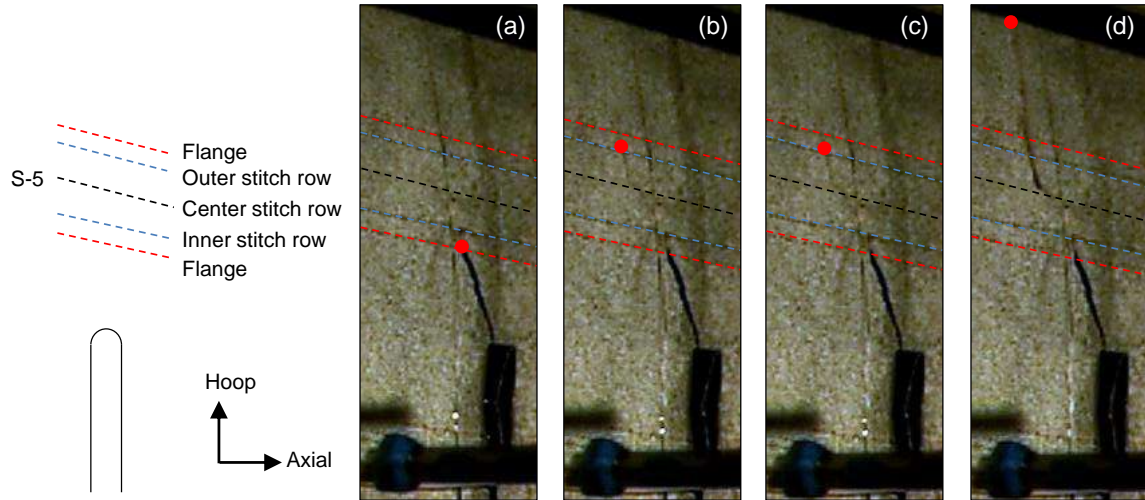 (a)
(b)
(c)
(d)
Flange
S-5
Outer stitch row
Center stitch row
Inner stitch row
Flange
Hoop
Axial